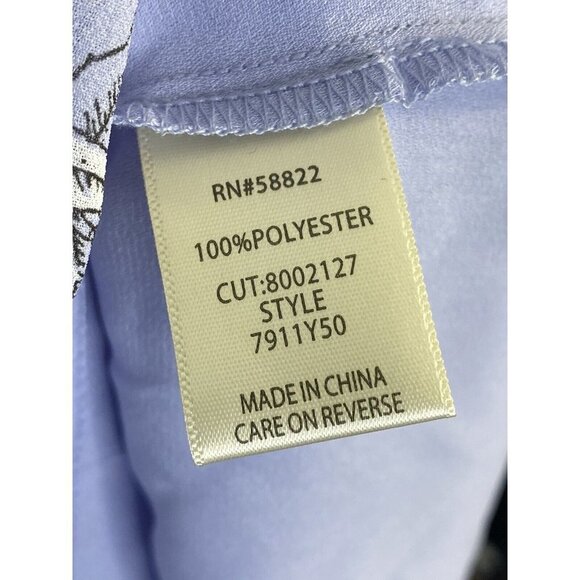 RN#58822
100%POLYESTER
CUT:8002127
STYLE
7911Y50
MADE IN CHINA
CARE ON REVERSE